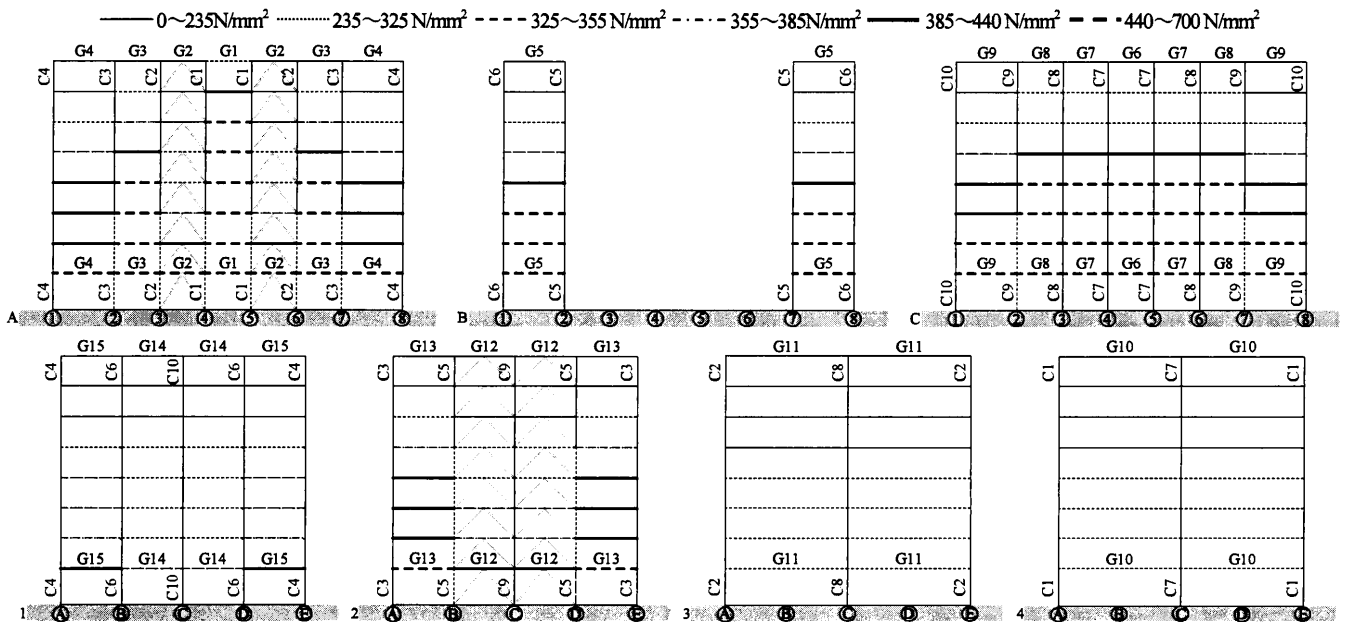 0～235N/mm² 235～325 N/mm² 325～355 N/mm² 355～385N/mm² 385～440 N/mm² 440～700 N/mm²
G4 G3 G2 G1 G2 G3 G4
C4 C3 C2 C1 C1 C2 C3 C4
G4 G3 G2 G1 G2 G3 G4
C4 C3 C2 C1 C1 C2 C3 C4
A ① ② ③ ④ ⑤ ⑥ ⑦ ⑧
G5 G5
C6 C5 C5 C6
G5 G5
C6 C5 C5 C6
B ① ② ③ ④ ⑤ ⑥ ⑦ ⑧
G9 G8 G7 G6 G7 G8 G9
C10 C9 C8 C7 C7 C8 C9 C10
G9 G8 G7 G6 G7 G8 G9
C10 C9 C8 C7 C7 C8 C9 C10
C ① ② ③ ④ ⑤ ⑥ ⑦ ⑧
G15 G14 G14 G15
C4 C6 C10 C6 C4
G15 G14 G14 G15
C4 C6 C10 C6 C4
1 Ⓐ Ⓑ Ⓒ Ⓓ Ⓔ
G13 G12 G12 G13
C3 C5 C9 C5 C3
G13 G12 G12 G13
C3 C5 C9 C5 C3
2 Ⓐ Ⓑ Ⓒ Ⓓ Ⓔ
G11 G11
C2 C8 C2
G11 G11
C2 C8 C2
3 Ⓐ Ⓑ Ⓒ Ⓓ Ⓔ
G10 G10
C1 C7 C1
G10 G10
C1 C7 C1
4 Ⓐ Ⓑ Ⓒ Ⓓ Ⓔ